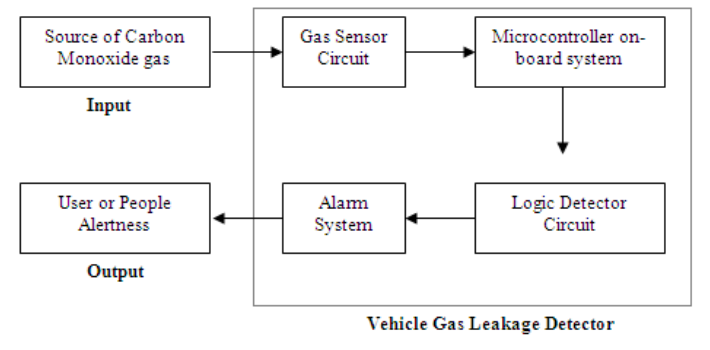 Source of Carbon
Monoxide gas
Input
Gas Sensor
Circuit
Microcontroller on-
board system
User or People
Alertness
Output
Alarm
System
Logic Detector
Circuit
Vehicle Gas Leakage Detector